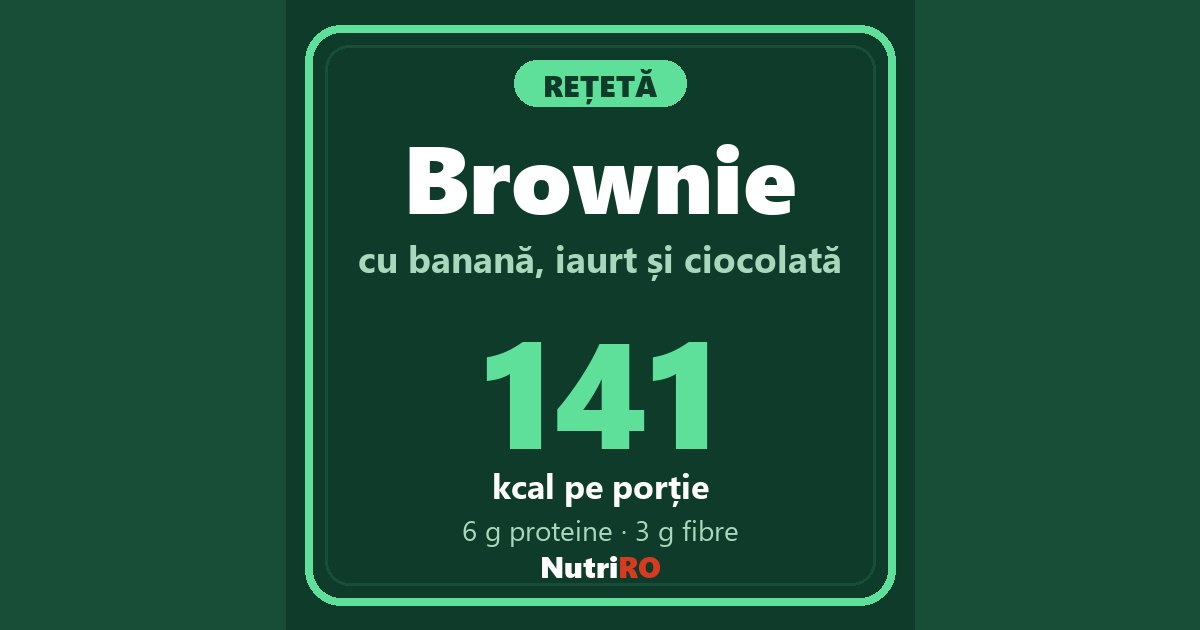 REȚETĂ
Brownie
cu banană, iaurt și ciocolată
141
kcal pe porție
6 g proteine · 3 g fibre
NutriRO